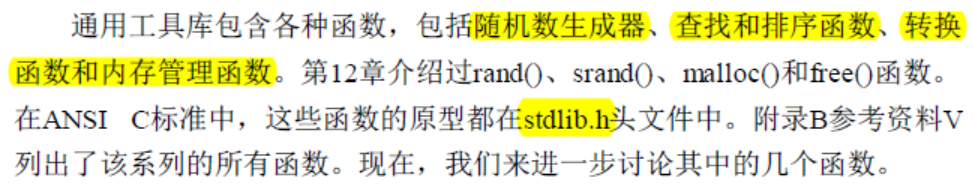 通用工具库包含各种函数，包括随机数生成器、查找和排序函数、转换
函数和内存管理函数。第12章介绍过rand()、srand()、malloc()和free()函数。
在ANSI C标准中，这些函数的原型都在stdlib.h头文件中。附录B参考资料V
列出了该系列的所有函数。现在，我们来进一步讨论其中的几个函数。